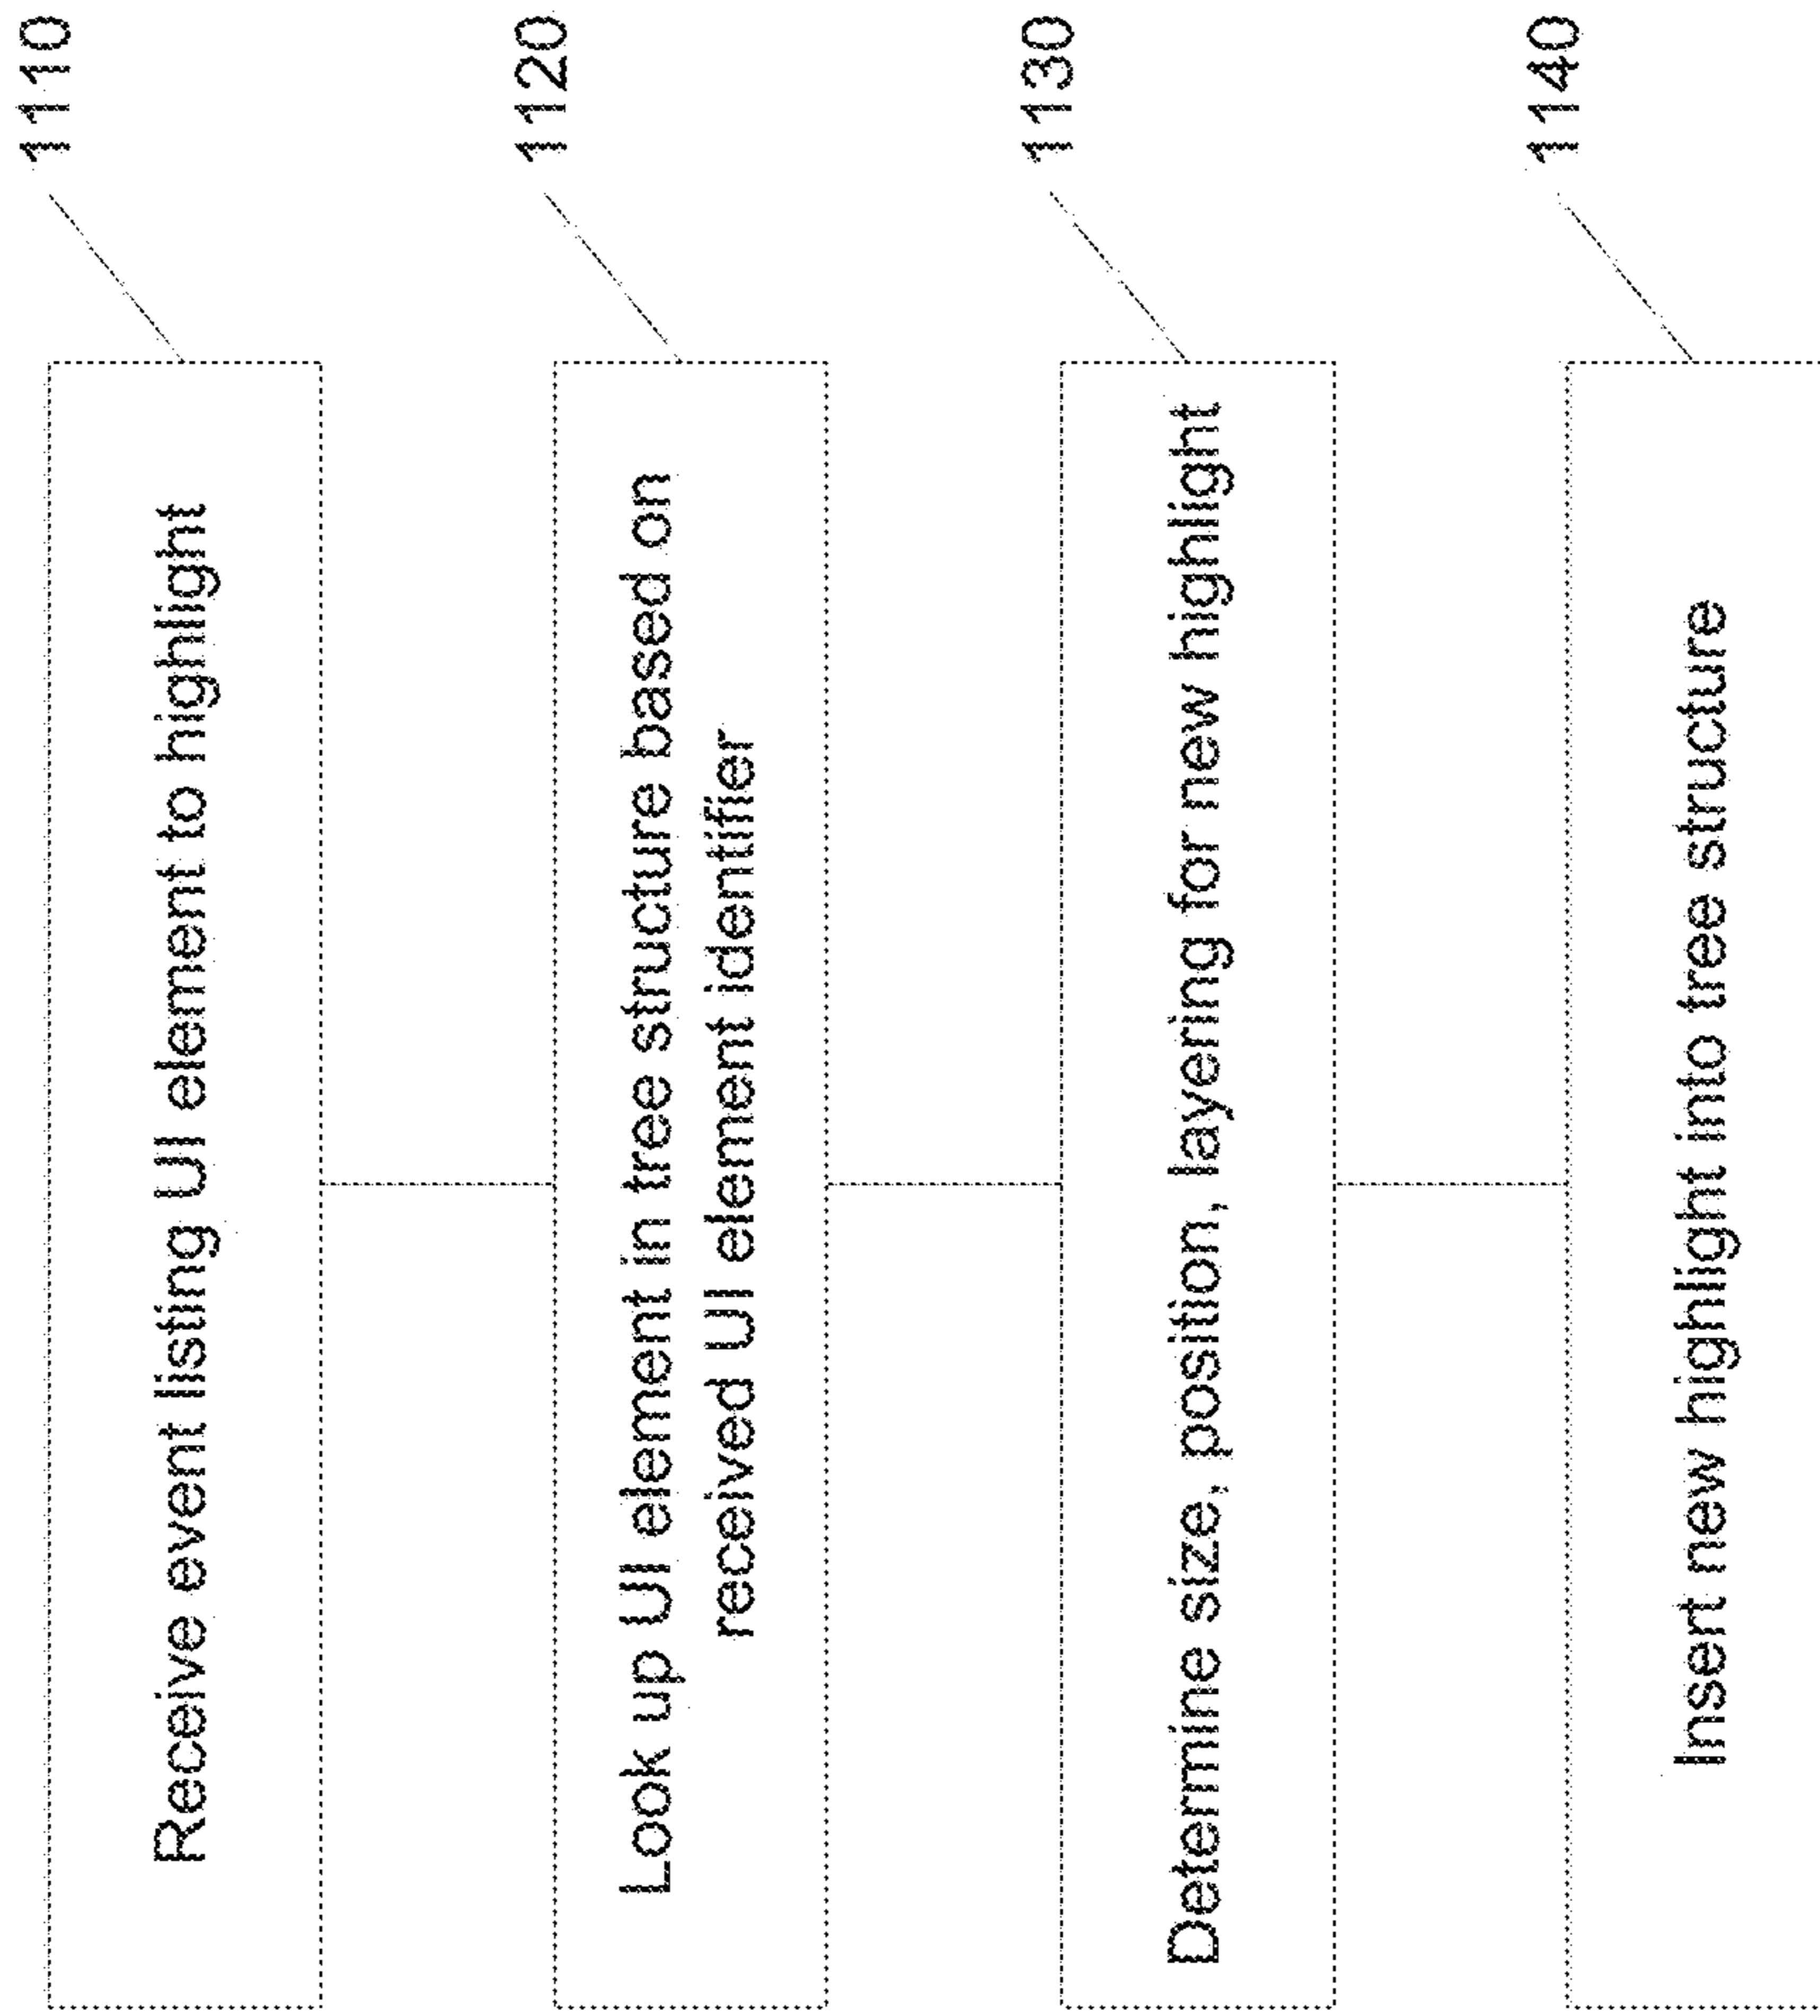 Receive event listing UI element to highlight
1110
Look up UI element in tree structure based on
received UI element identifier
1120
Determine size, position, layering for new highlight
1130
Insert new highlight into tree structure
1140